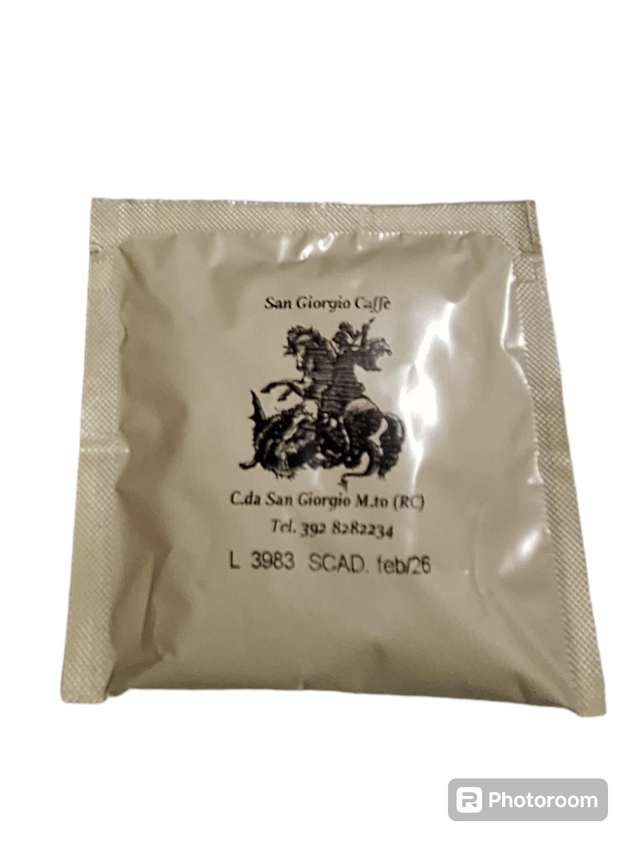 San Giorgio Caffè
C.da San Giorgio M.to (RC)
Tel. 392 8282234
L 3983 SCAD. feb/26
Photoroom